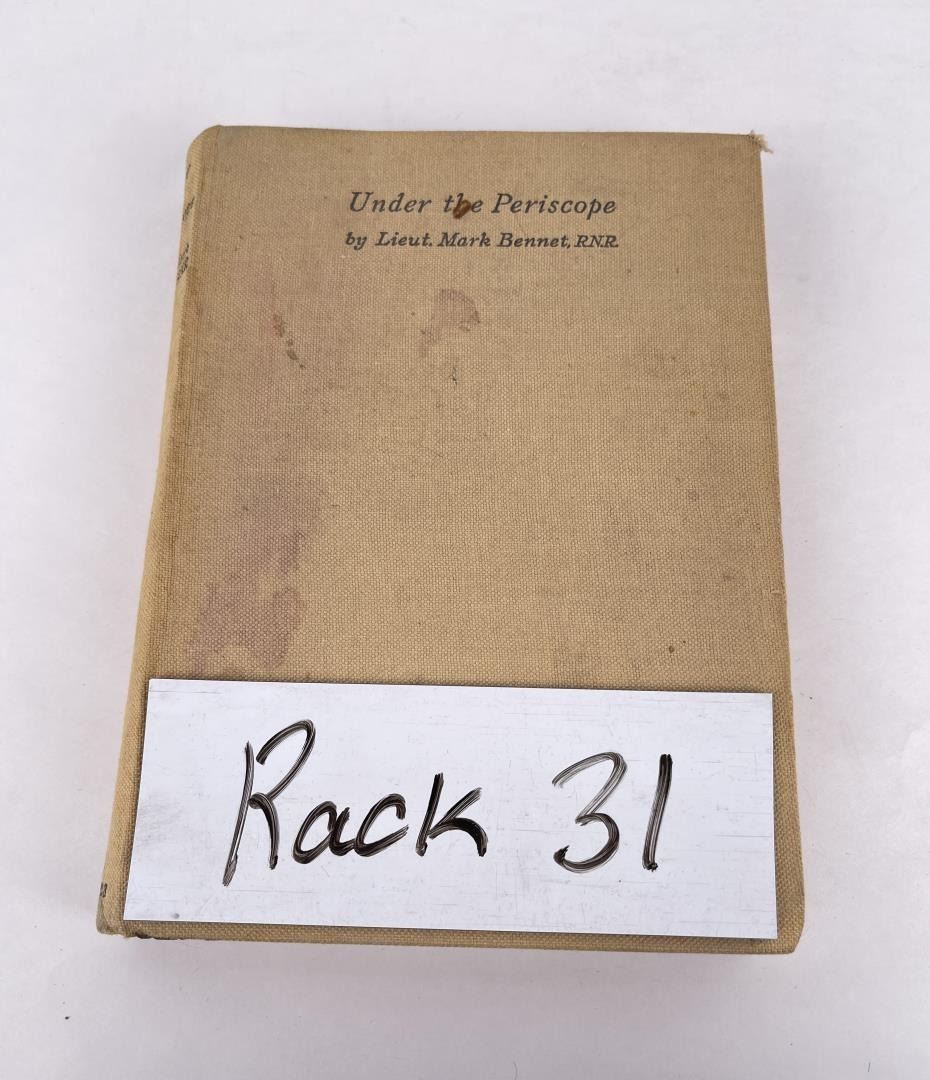 Under the Periscope
by Lieut. Mark Bennet, RNR.
Rack 31